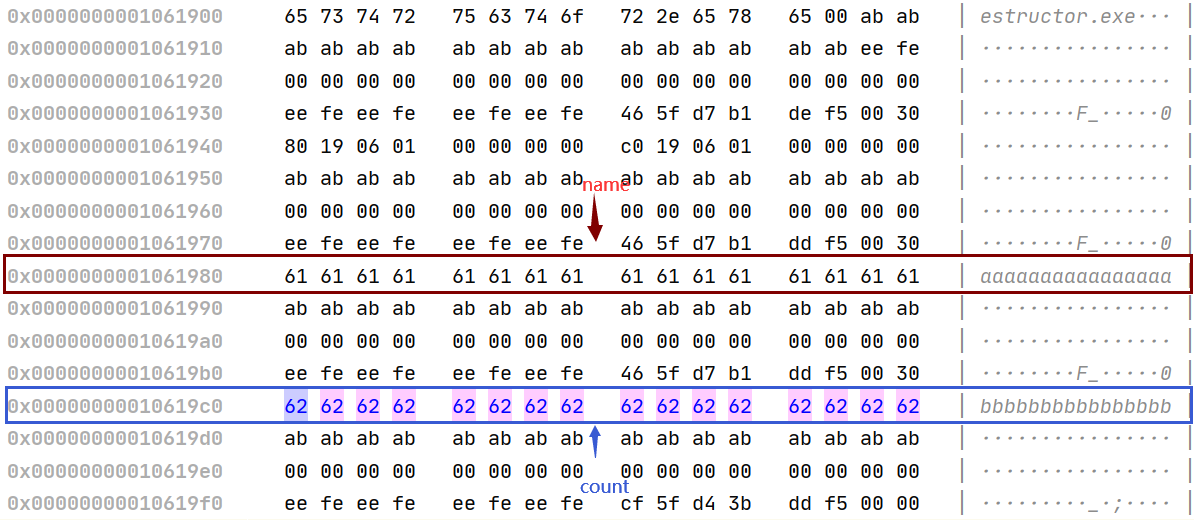 0x0000000001061900 65 73 74 72 75 63 74 6f 72 2e 65 78 65 00 ab ab | estructor.exe··· |
0x0000000001061910 ab ab ab ab ab ab ab ab ab ab ab ab ab ab ee fe | ················ |
0x0000000001061920 00 00 00 00 00 00 00 00 00 00 00 00 00 00 00 00 | ················ |
0x0000000001061930 ee fe ee fe ee fe ee fe 46 5f d7 b1 de f5 00 30 | ········F_·····0 |
0x0000000001061940 80 19 06 01 00 00 00 00 c0 19 06 01 00 00 00 00 | ················ |
0x0000000001061950 ab ab ab ab ab ab ab ab ab ab ab ab ab ab ab ab | ················ |
name
0x0000000001061960 00 00 00 00 00 00 00 00 00 00 00 00 00 00 00 00 | ················ |
0x0000000001061970 ee fe ee fe ee fe ee fe 46 5f d7 b1 dd f5 00 30 | ········F_·····0 |
0x0000000001061980 61 61 61 61 61 61 61 61 61 61 61 61 61 61 61 61 | aaaaaaaaaaaaaaaa |
0x0000000001061990 ab ab ab ab ab ab ab ab ab ab ab ab ab ab ab ab | ················ |
0x00000000010619a0 00 00 00 00 00 00 00 00 00 00 00 00 00 00 00 00 | ················ |
0x00000000010619b0 ee fe ee fe ee fe ee fe 46 5f d7 b1 dd f5 00 30 | ········F_·····0 |
0x00000000010619c0 62 62 62 62 62 62 62 62 62 62 62 62 62 62 62 62 | bbbbbbbbbbbbbbbb |
0x00000000010619d0 ab ab ab ab ab ab ab ab ab ab ab ab ab ab ab ab | ················ |
0x00000000010619e0 00 00 00 00 00 00 00 00 00 00 00 00 00 00 00 00 | ················ |
count
0x00000000010619f0 ee fe ee fe ee fe ee fe cf 5f d4 3b dd f5 00 00 | ·········_·;···· |